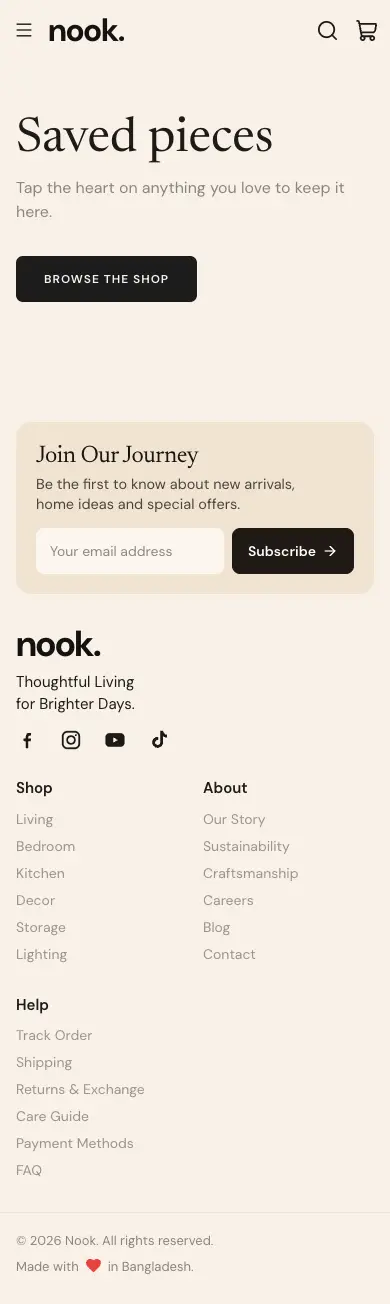 nook.
Saved pieces
Tap the heart on anything you love to keep it
here.
BROWSE THE SHOP
Join Our Journey
Be the first to know about new arrivals,
home ideas and special offers.
Your email address
Subscribe →
nook.
Thoughtful Living
for Brighter Days.
Shop
Living
Bedroom
Kitchen
Decor
Storage
Lighting
About
Our Story
Sustainability
Craftsmanship
Careers
Blog
Contact
Help
Track Order
Shipping
Returns & Exchange
Care Guide
Payment Methods
FAQ
© 2026 Nook. All rights reserved.
Made with ❤️ in Bangladesh.